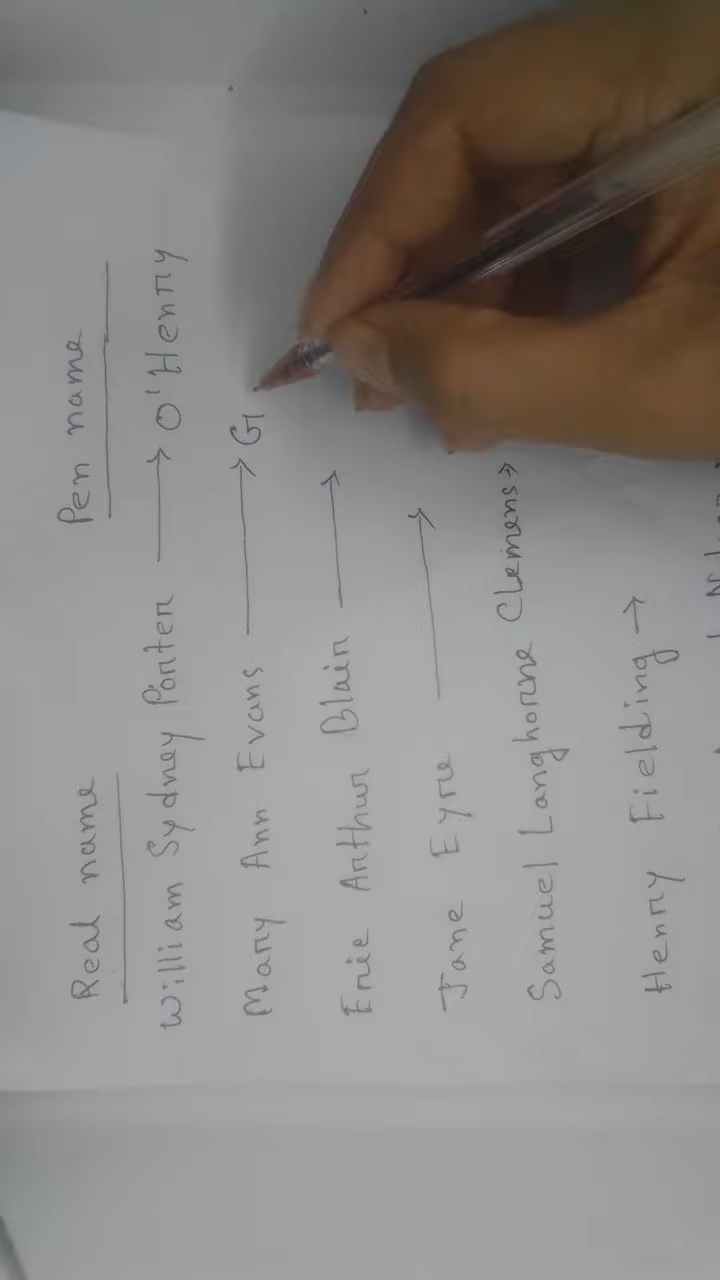 Real name Pen name
William Sydney Porter → O'Henry
Mary Ann Evans → G
Eric Arthur Blair →
Jane Eyre →
Samuel Langhorne Clemens →
Henry Fielding →